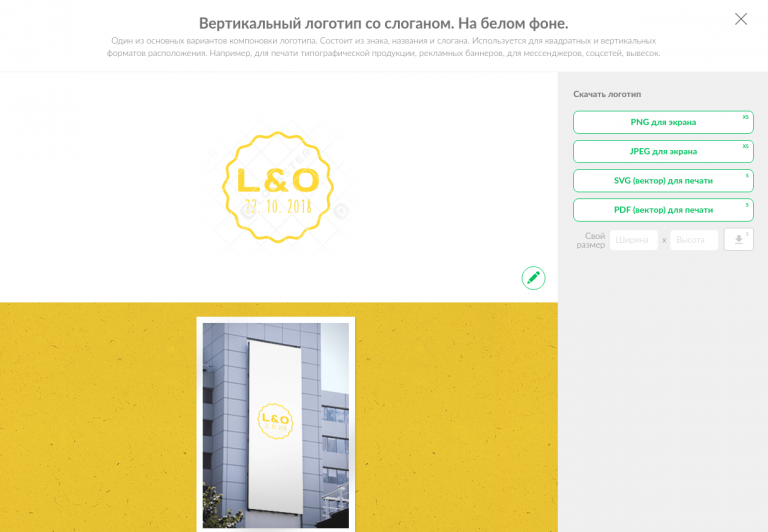 Вертикальный логотип со слоганом. На белом фоне.
Один из основных вариантов компоновки логотипа. Состоит из знака, названия и слогана. Используется для квадратных и вертикальных
форматов расположения. Например, для печати типографической продукции, рекламных баннеров, для мессенджеров, соцсетей, вывесок.
L&O
22. 10. 2018
Скачать логотип
PNG для экрана
XS
JPEG для экрана
XS
SVG (вектор) для печати
S
PDF (вектор) для печати
S
Свой
размер
Ширина x Высота
S
L&O